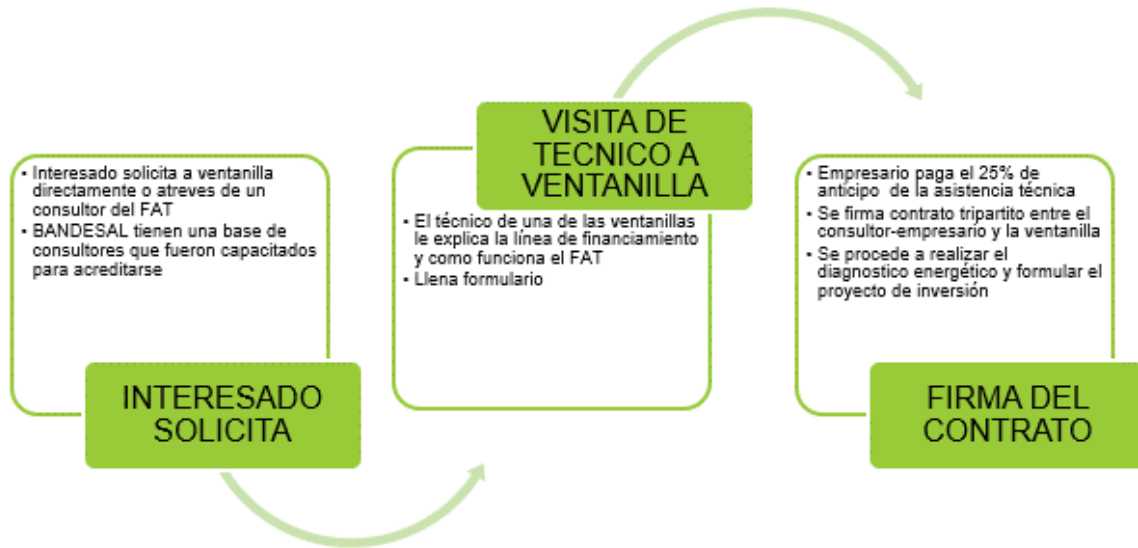 • Interesado solicita a ventanilla
directamente o atreves de un
consultor del FAT
• BANDESAL tienen una base de
consultores que fueron capacitados
para acreditarse
INTERESADO
SOLICITA
VISITA DE
TECNICO A
VENTANILLA
• El técnico de una de las ventanillas
le explica la línea de financiamiento
y como funciona el FAT
• Llena formulario
• Empresario paga el 25% de
anticipo de la asistencia técnica
• Se firma contrato tripartito entre el
consultor-empresario y la ventanilla
• Se procede a realizar el
diagnostico energético y formular el
proyecto de inversión
FIRMA DEL
CONTRATO